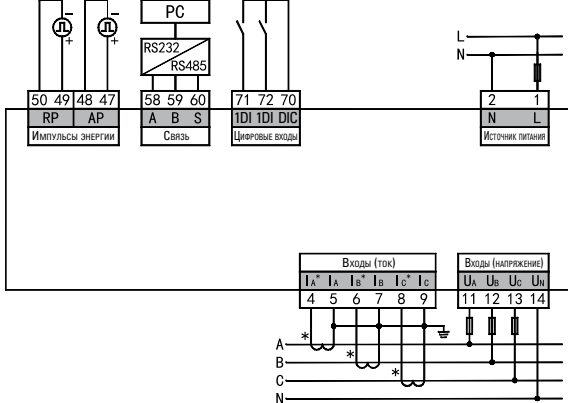 PC
RS232
RS485
L
N
− − 
+ +
50 49 48 47
RP AP
Импульсы энергии
58 59 60
A B S
Связь
71 72 70
1DI 1DI DIC
Цифровые входы
2 1
N L
Источник питания
Входы (ток)
IA* IA IB* IB IC* IC
4 5 6 7 8 9
Входы (напряжение)
UA UB UC UN
11 12 13 14
*
*
*
A
B
C
N